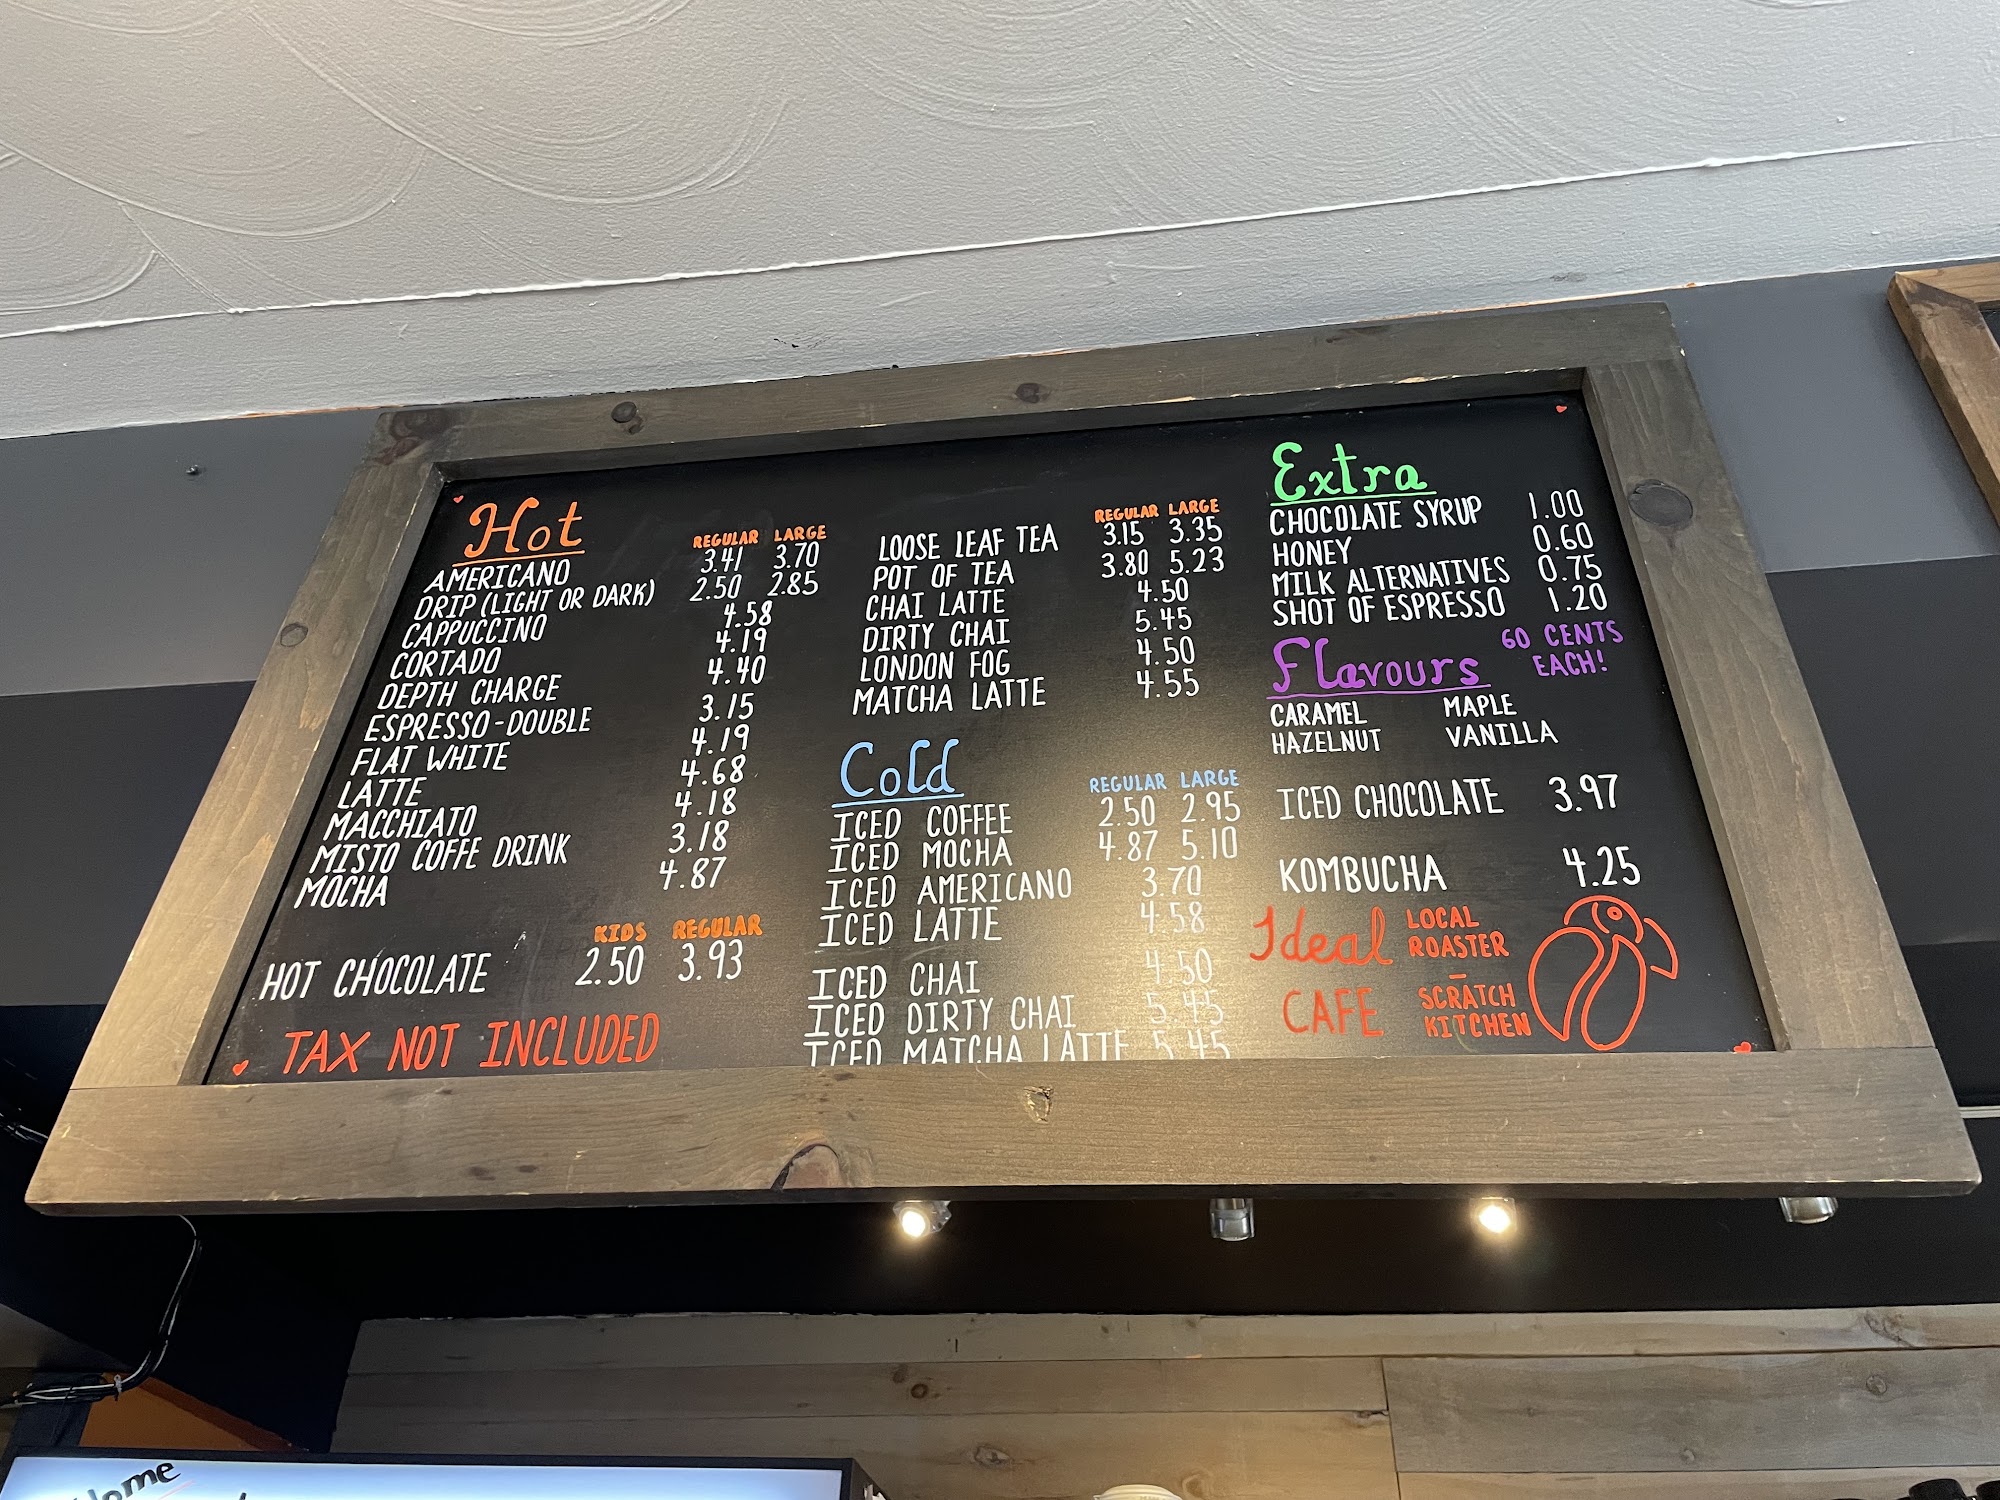 Hot
REGULAR LARGE
AMERICANO 3.41 3.70
DRIP (LIGHT OR DARK) 2.50 2.85
CAPPUCCINO 4.58
CORTADO 4.19
DEPTH CHARGE 4.40
ESPRESSO-DOUBLE 3.15
FLAT WHITE 4.19
LATTE 4.68
MACCHIATO 4.18
MISTO COFFE DRINK 3.18
MOCHA 4.87
KIDS REGULAR
HOT CHOCOLATE 2.50 3.93
TAX NOT INCLUDED
REGULAR LARGE
LOOSE LEAF TEA 3.15 3.35
POT OF TEA 3.80 5.23
CHAI LATTE 4.50
DIRTY CHAI 5.45
LONDON FOG 4.50
MATCHA LATTE 4.55
Cold
REGULAR LARGE
ICED COFFEE 2.50 2.95
ICED MOCHA 4.87 5.10
ICED AMERICANO 3.70
ICED LATTE 4.58
ICED CHAI 4.50
ICED DIRTY CHAI 5.45
ICED MATCHA LATTE 5.45
Extra
CHOCOLATE SYRUP 1.00
HONEY 0.60
MILK ALTERNATIVES 0.75
SHOT OF ESPRESSO 1.20
Flavours 60 CENTS
EACH!
CARAMEL MAPLE
HAZELNUT VANILLA
ICED CHOCOLATE 3.97
KOMBUCHA 4.25
Ideal LOCAL
ROASTER
-
CAFE SCRATCH
KITCHEN